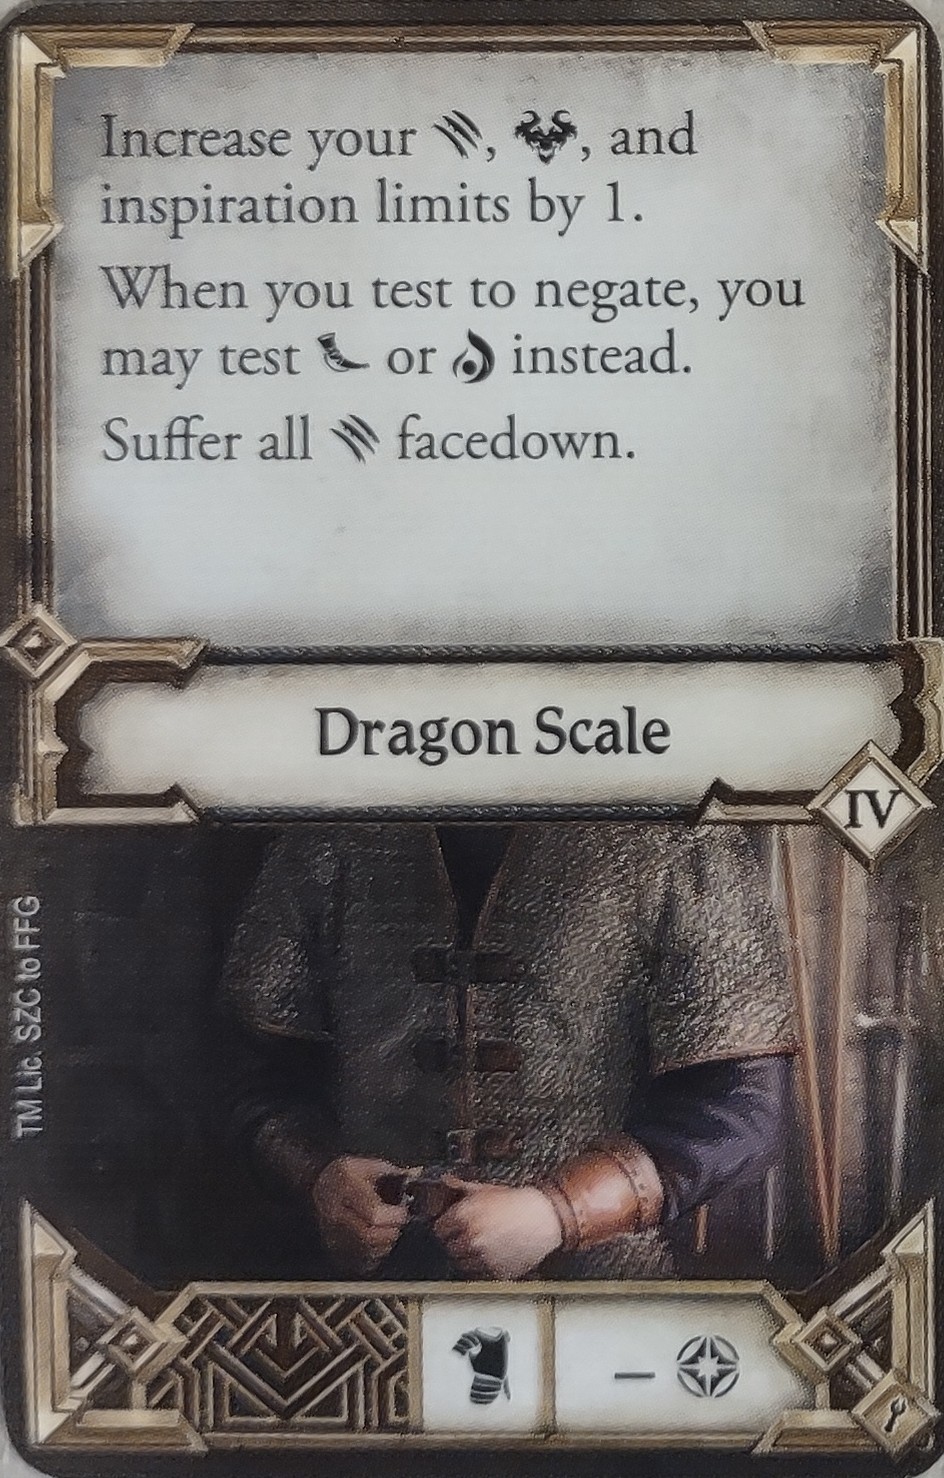 Increase your , , and
inspiration limits by 1.
When you test to negate, you
may test or instead.
Suffer all facedown.
Dragon Scale
IV
TM Lic. SZC to FFG
–